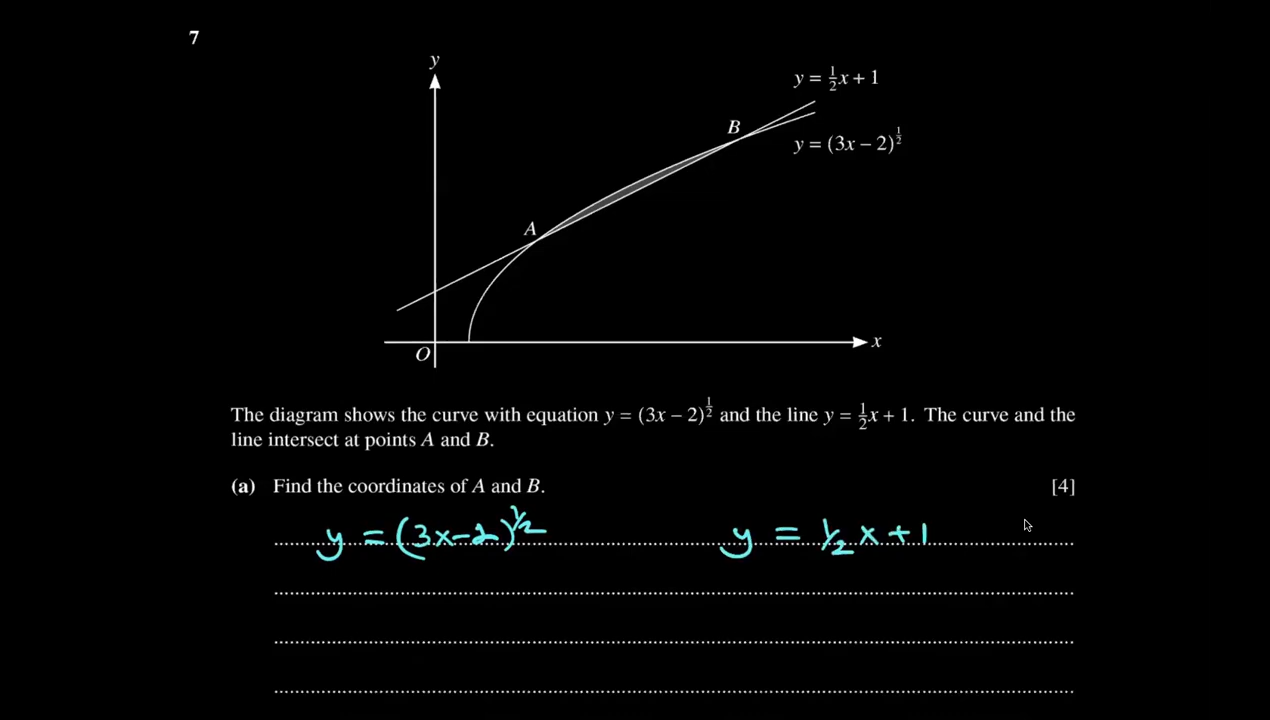 7
y
y = 1/2x + 1
B
y = (3x − 2)^1/2
A
O
x
The diagram shows the curve with equation y = (3x − 2)^1/2 and the line y = 1/2x + 1. The curve and the
line intersect at points A and B.
(a) Find the coordinates of A and B. [4]
y = (3x-2)^1/2 y = 1/2 x + 1